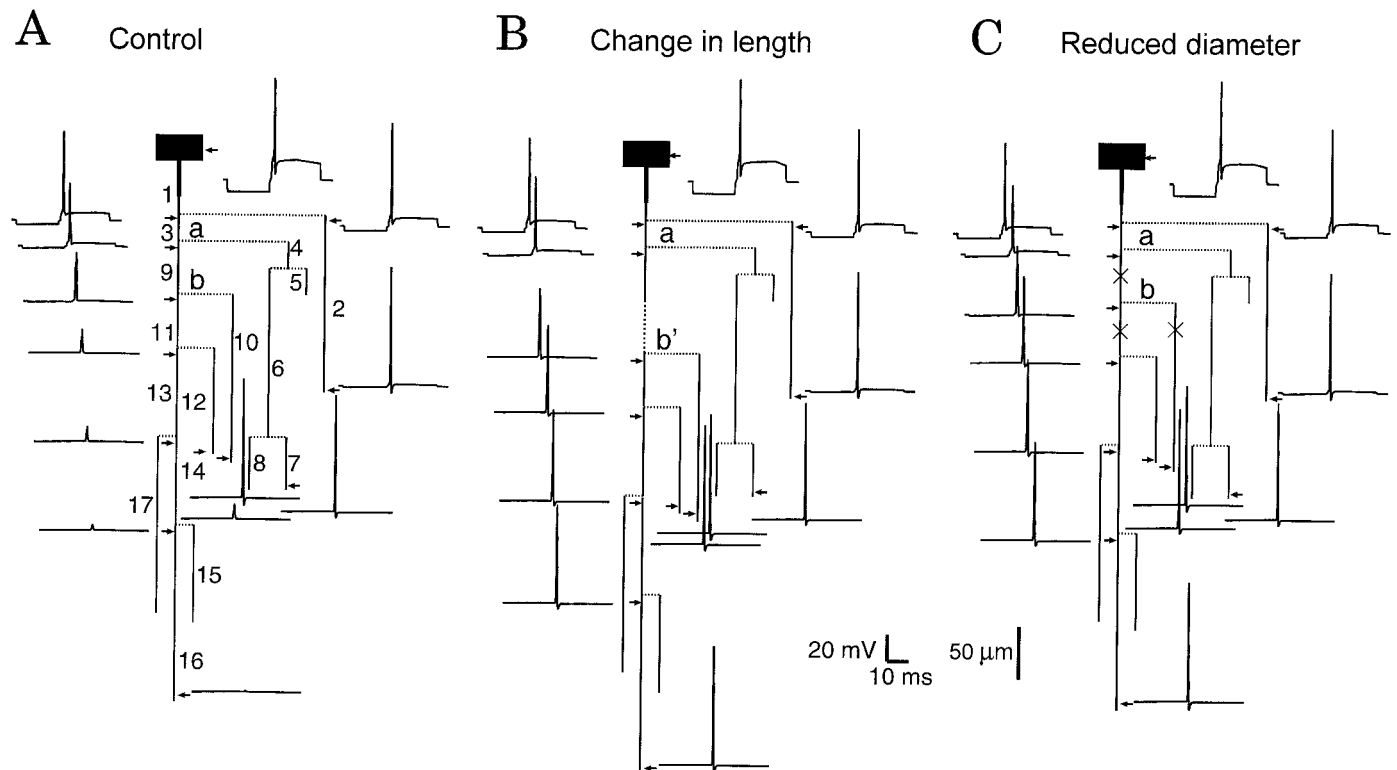 A Control
B Change in length
C Reduced diameter
1
3 a
4
9
5
b
2
11
10
6
13 12
14
8 7
17
15
16
a
b'
20 mV
10 ms
50 µm
a
b